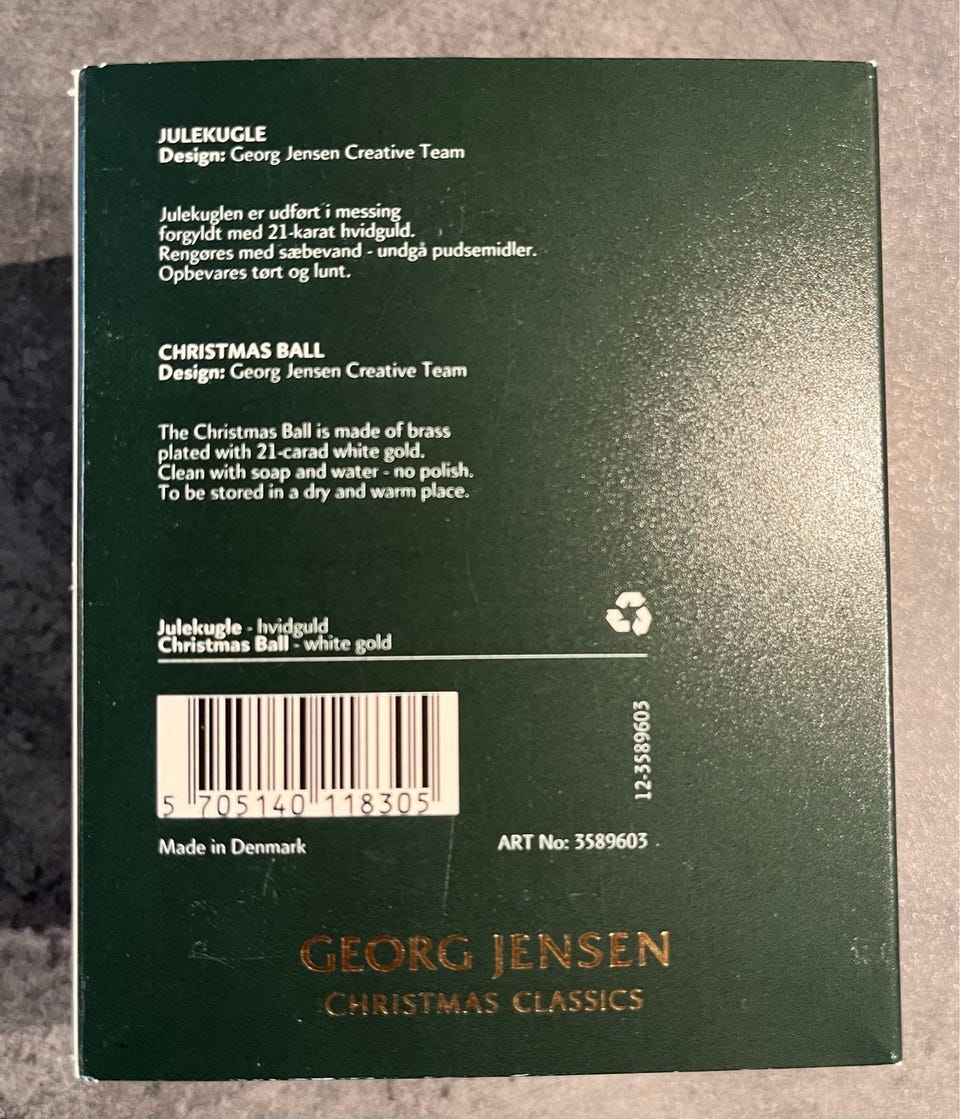 JULEKUGLE
Design: Georg Jensen Creative Team
Julekuglen er udført i messing
forgyldt med 21-karat hvidguld.
Rengøres med sæbevand - undgå pudsemidler.
Opbevares tørt og lunt.
CHRISTMAS BALL
Design: Georg Jensen Creative Team
The Christmas Ball is made of brass
plated with 21-carad white gold.
Clean with soap and water - no polish.
To be stored in a dry and warm place.
Julekugle - hvidguld
Christmas Ball - white gold
5 705140 118305
12-3589603
Made in Denmark
ART No: 3589603 .
GEORG JENSEN
CHRISTMAS CLASSICS